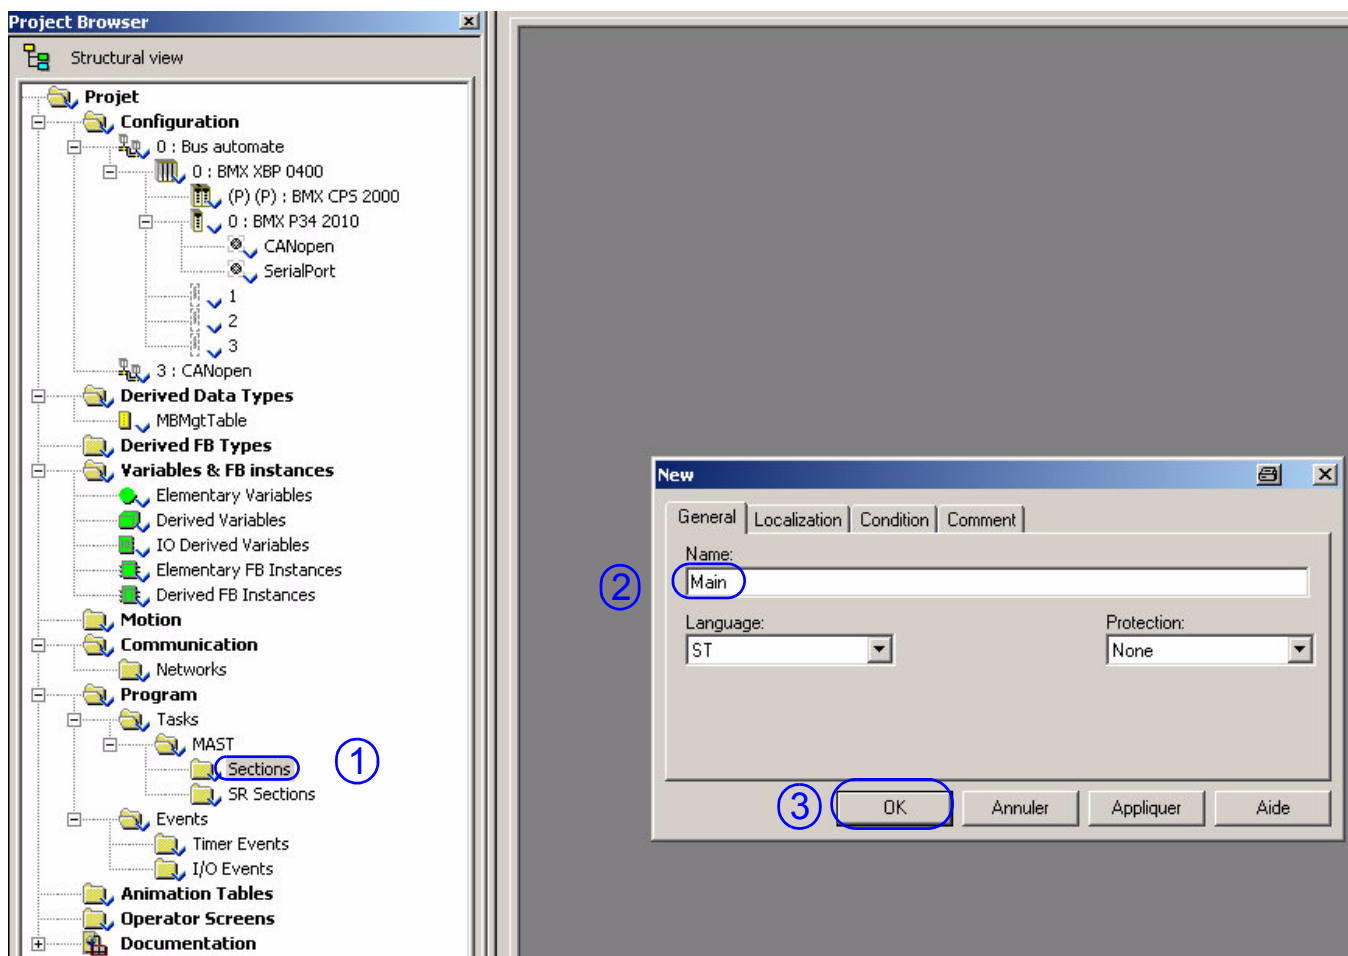 Project Browser
Structural view
Projet
Configuration
0 : Bus automate
0 : BMX XBP 0400
(P) (P) : BMX CPS 2000
0 : BMX P34 2010
CANopen
SerialPort
1
2
3
3 : CANopen
Derived Data Types
MBMgtTable
Derived FB Types
Variables & FB instances
Elementary Variables
Derived Variables
IO Derived Variables
Elementary FB Instances
Derived FB Instances
Motion
Communication
Networks
Program
Tasks
MAST
Sections
1
SR Sections
Events
Timer Events
I/O Events
Animation Tables
Operator Screens
Documentation
New
General Localization Condition Comment
Name:
2 Main
Language: Protection:
ST None
3 OK Annuler Appliquer Aide